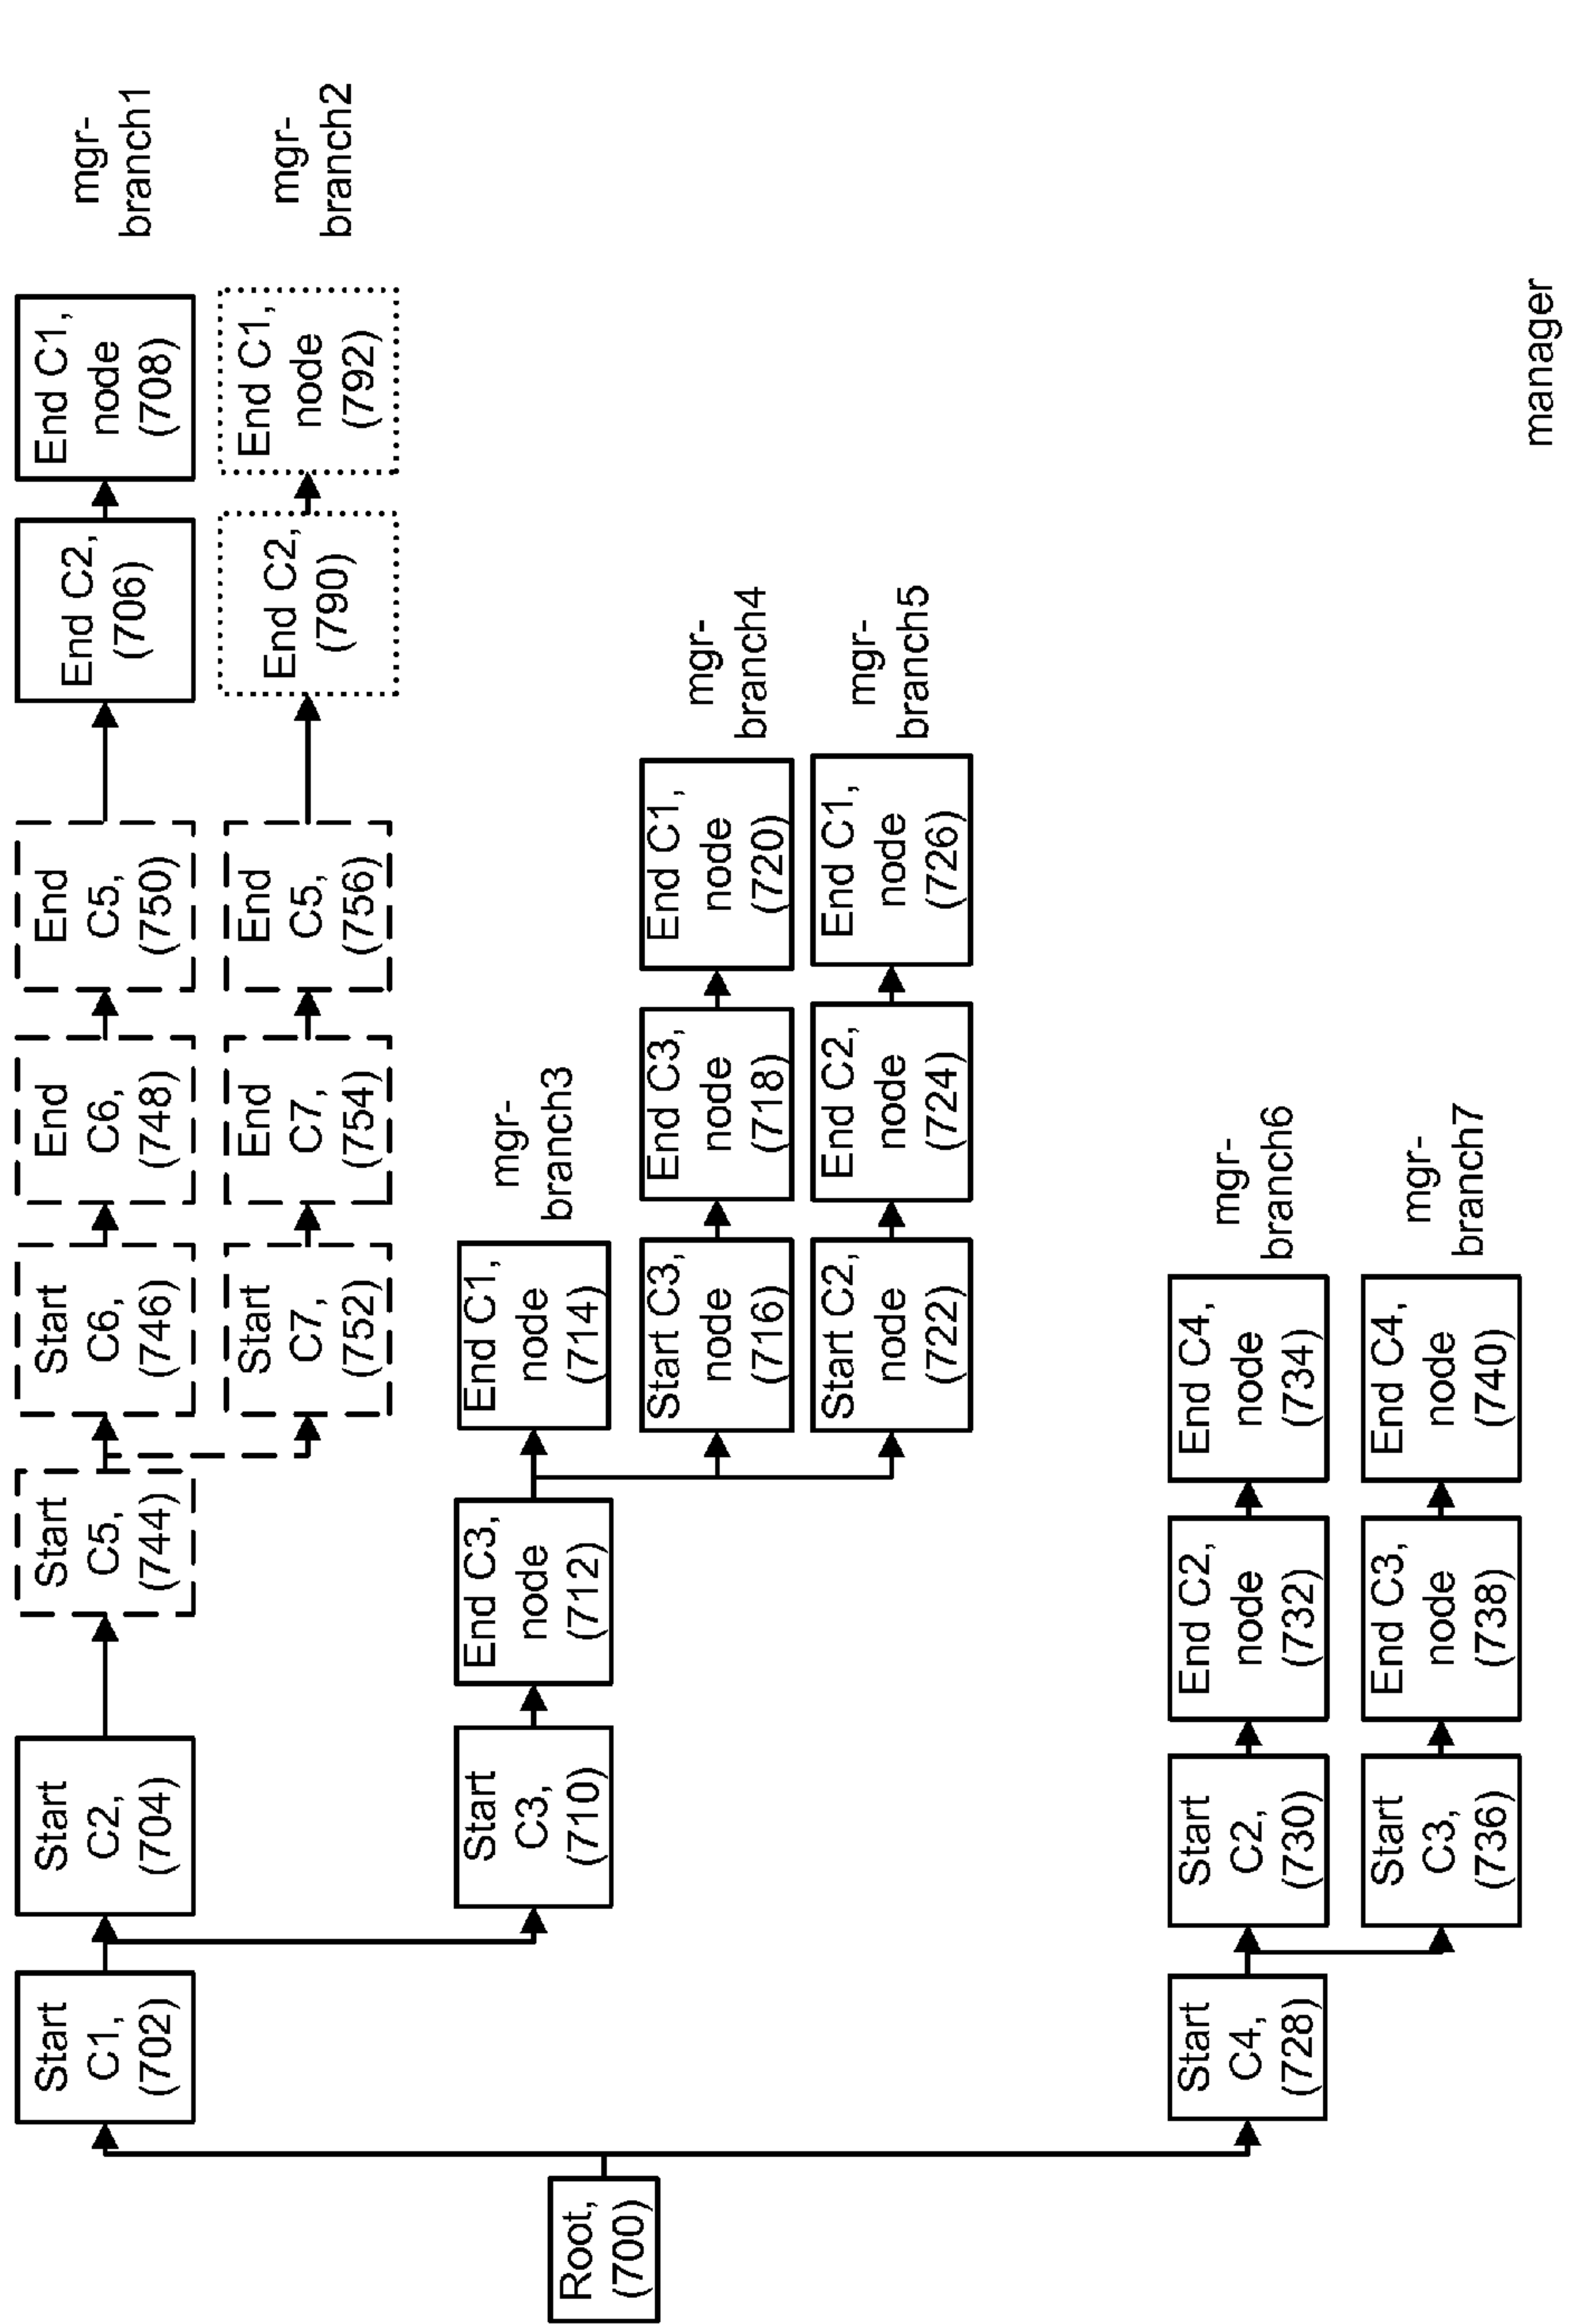 Root,
(700)
Start
C1,
(702)
Start
C2,
(704)
Start
C5,
(744)
Start
C6,
(746)
End
C6,
(748)
End
C5,
(750)
End C2,
(706)
End C1,
node
(708)
mgr-
branch1
Start
C7,
(752)
End
C7,
(754)
End
C5,
(756)
End C2,
(790)
End C1,
node
(792)
mgr-
branch2
Start
C3,
(710)
End C3,
node
(712)
End C1,
node
(714)
mgr-
branch3
Start C3,
node
(716)
End C3,
node
(718)
End C1,
node
(720)
mgr-
branch4
Start C2,
node
(722)
End C2,
node
(724)
End C1,
node
(726)
mgr-
branch5
Start
C4,
(728)
Start
C2,
(730)
End C2,
node
(732)
End C4,
node
(734)
mgr-
branch6
Start
C3,
(736)
End C3,
node
(738)
End C4,
node
(740)
mgr-
branch7
manager